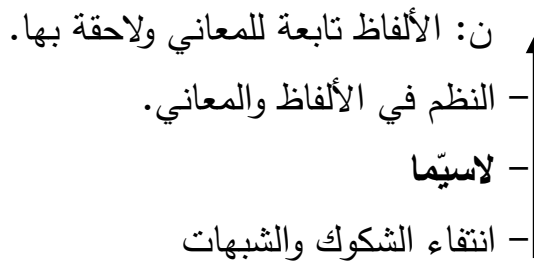 ن: الألفاظ تابعة للمعاني ولاحقة بها.
– النظم في الألفاظ والمعاني.
– لاسيّما
– انتفاء الشكوك والشبهات